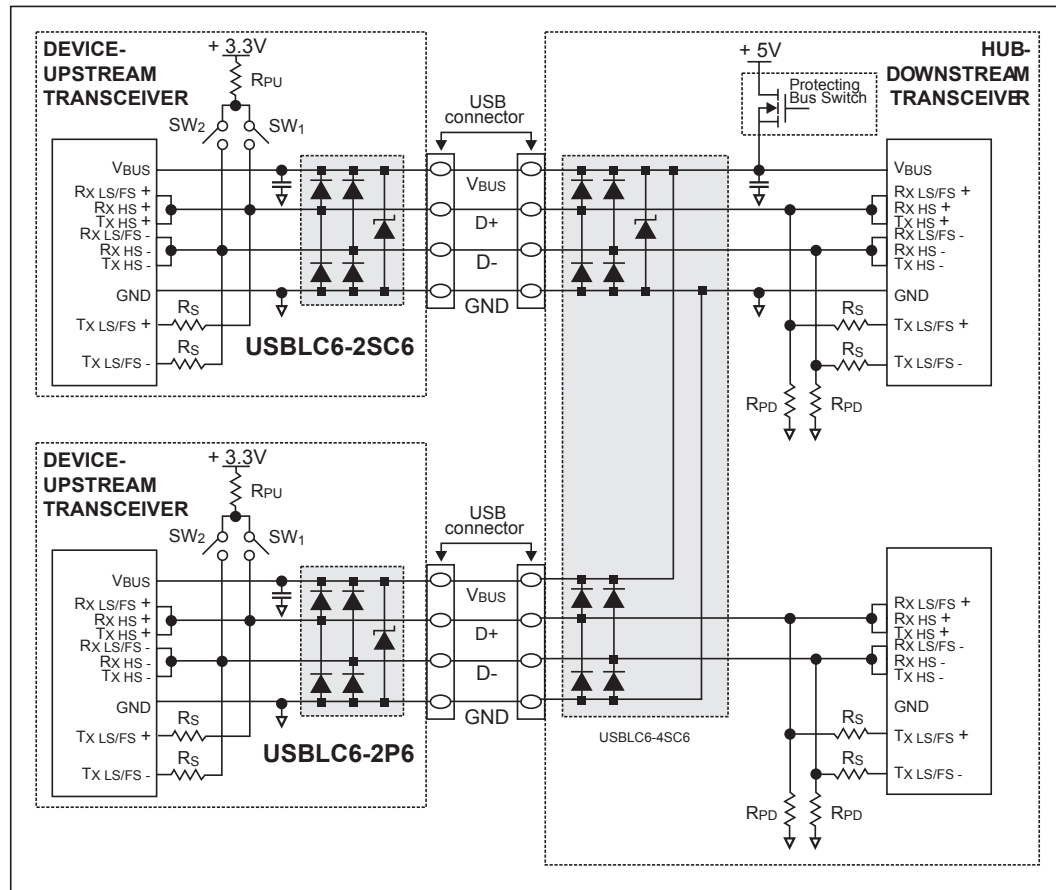 DEVICE-
UPSTREAM
TRANSCEIVER
+ 3.3V
RPU
SW2
SW1
VBUS
RX LS/FS +
RX HS +
TX HS +
RX LS/FS -
RX HS -
TX HS -
GND
TX LS/FS +
TX LS/FS -
RS
RS
USBLC6-2SC6
USB
connector
VBUS
D+
D-
GND
+ 5V
Protecting
Bus Switch
HUB-
DOWNSTREAM
TRANSCEIVER
VBUS
RX LS/FS +
RX HS +
TX HS +
RX LS/FS -
RX HS -
TX HS -
GND
TX LS/FS +
TX LS/FS -
RS
RS
RPD
RPD
DEVICE-
UPSTREAM
TRANSCEIVER
+ 3.3V
RPU
SW2
SW1
VBUS
RX LS/FS +
RX HS +
TX HS +
RX LS/FS -
RX HS -
TX HS -
GND
TX LS/FS +
TX LS/FS -
RS
RS
USBLC6-2P6
USB
connector
VBUS
D+
D-
GND
USBLC6-4SC6
RX LS/FS +
RX HS +
TX HS +
RX LS/FS -
RX HS -
TX HS -
GND
TX LS/FS +
TX LS/FS -
RS
RS
RPD
RPD